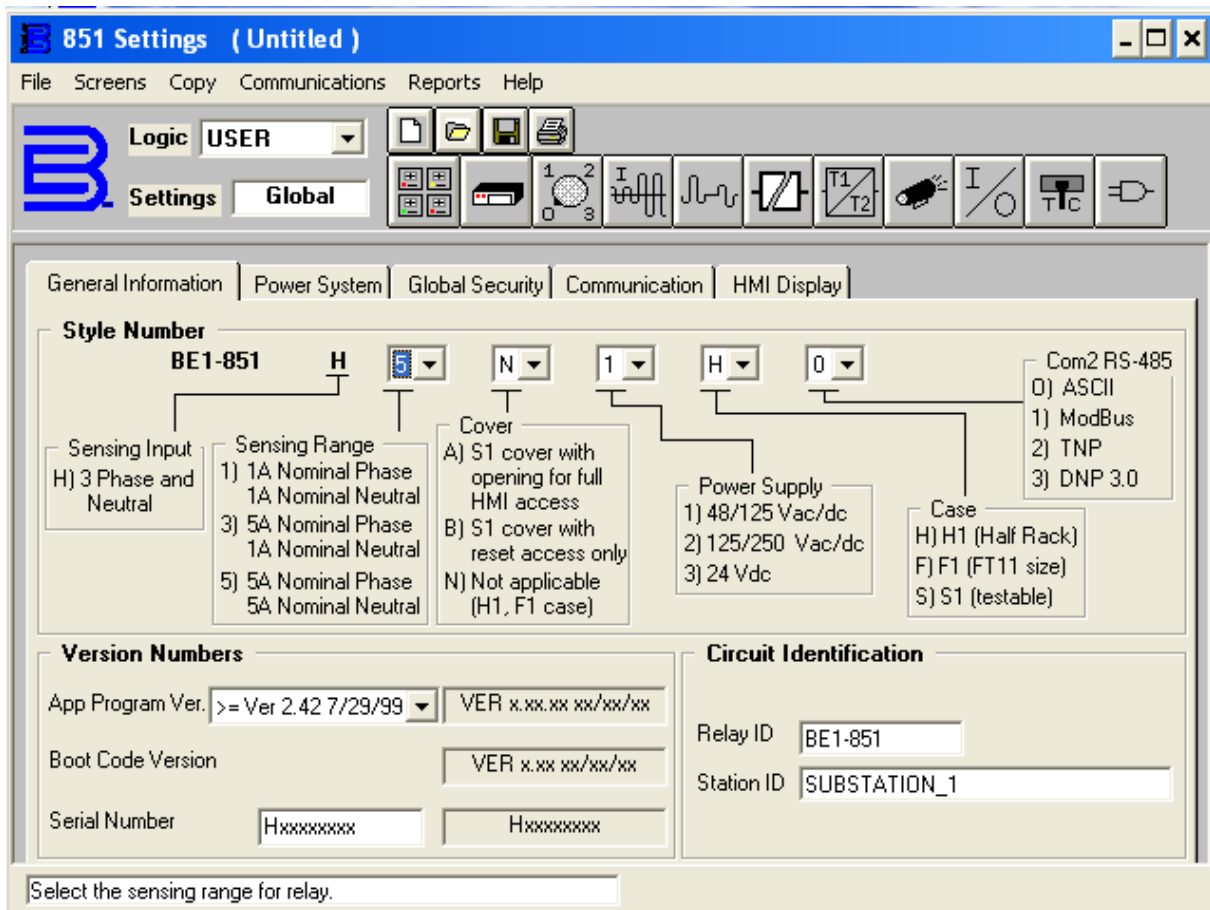 851 Settings ( Untitled )
File Screens Copy Communications Reports Help
Logic USER
Settings Global
1 2
0 3
I
T1
T2
I
O
T C
General Information Power System Global Security Communication HMI Display
Style Number
BE1-851 H 5 N 1 H 0
Sensing Input
H) 3 Phase and
Neutral
Sensing Range
1) 1A Nominal Phase
1A Nominal Neutral
3) 5A Nominal Phase
1A Nominal Neutral
5) 5A Nominal Phase
5A Nominal Neutral
Cover
A) S1 cover with
opening for full
HMI access
B) S1 cover with
reset access only
N) Not applicable
(H1, F1 case)
Power Supply
1) 48/125 Vac/dc
2) 125/250 Vac/dc
3) 24 Vdc
Case
H) H1 (Half Rack)
F) F1 (FT11 size)
S) S1 (testable)
Com2 RS-485
0) ASCII
1) ModBus
2) TNP
3) DNP 3.0
Version Numbers
App Program Ver. >= Ver 2.42 7/29/99 VER x.xx.xx xx/xx/xx
Boot Code Version VER x.xx xx/xx/xx
Serial Number Hxxxxxxxx Hxxxxxxxx
Circuit Identification
Relay ID BE1-851
Station ID SUBSTATION_1
Select the sensing range for relay.